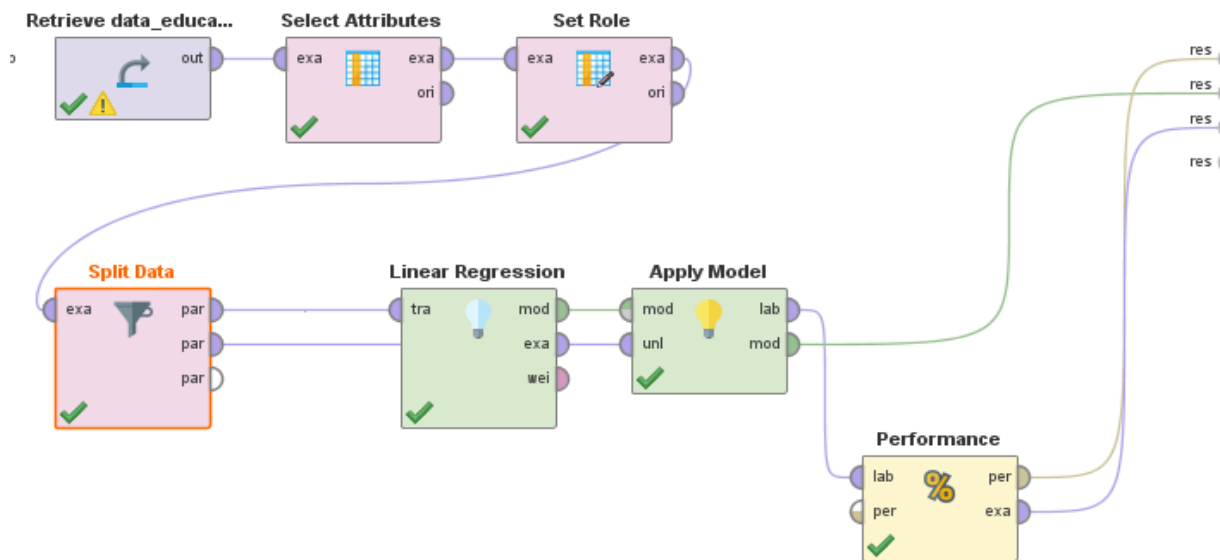 Retrieve data_educa...
Select Attributes
Set Role
out
exa
exa
ori
exa
exa
ori
res
res
res
res
Split Data
Linear Regression
Apply Model
exa
par
par
par
tra
mod
exa
wei
mod
unl
lab
mod
Performance
lab
per
%
per
exa